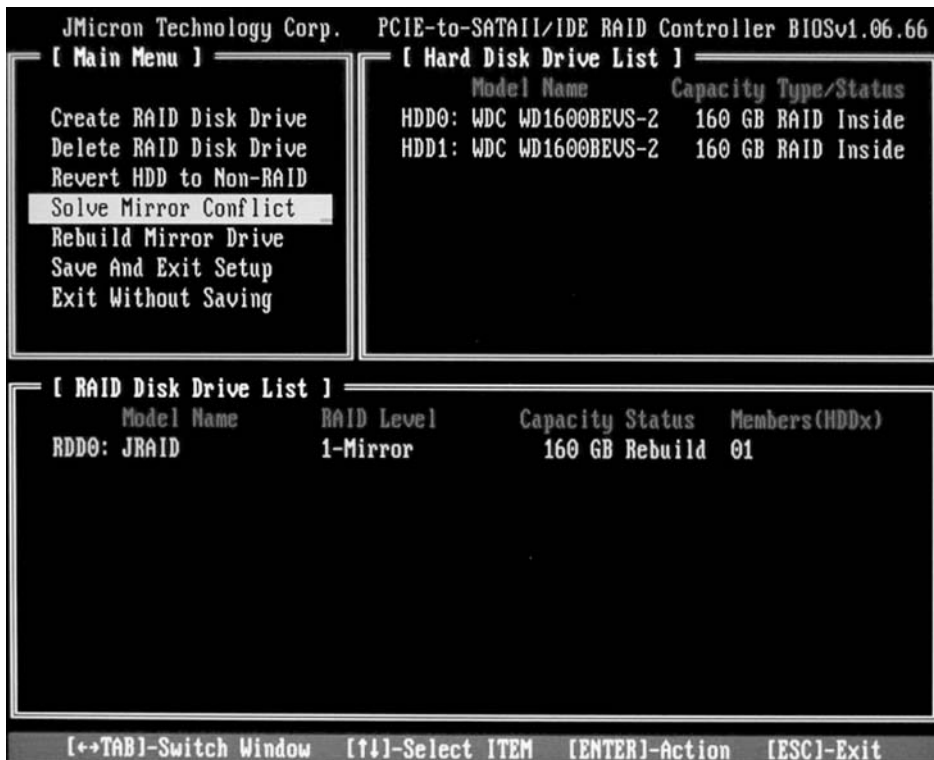 JMicron Technology Corp. PCIE-to-SATAII/IDE RAID Controller BIOSv1.06.66
[ Main Menu ]
Create RAID Disk Drive
Delete RAID Disk Drive
Revert HDD to Non-RAID
Solve Mirror Conflict
Rebuild Mirror Drive
Save And Exit Setup
Exit Without Saving
[ Hard Disk Drive List ]
Model Name Capacity Type/Status
HDD0: WDC WD1600BEVS-2 160 GB RAID Inside
HDD1: WDC WD1600BEVS-2 160 GB RAID Inside
[ RAID Disk Drive List ]
Model Name RAID Level Capacity Status Members(HDDx)
RDD0: JRAID 1-Mirror 160 GB Rebuild 01
[↔TAB]-Switch Window [↑↓]-Select ITEM [ENTER]-Action [ESC]-Exit